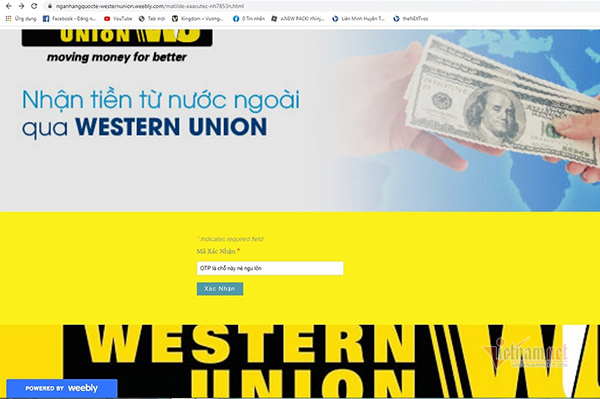 nganhangquocte-westernunion.weebly.com/matiide-xaacutec-nh7853n.html
Ứng dụng Facebook - Đăng n... YouTube Tab mới Kingdom – Vương... 0 Tin nhắn ANEW PACK! (Ninj... Liên Minh Huyền T... theNEXTvoz
UNION WU
moving money for better
Nhận tiền từ nước ngoài
qua WESTERN UNION
* Indicates required field
Mã Xác Nhận *
OTP là chỗ này nè ngu lồn
Xác Nhận
WESTERN
UNION
POWERED BY weebly
vietnamnet